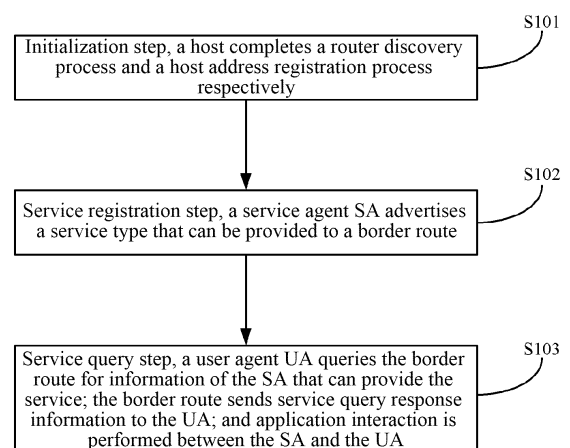 S101
Initialization step, a host completes a router discovery
process and a host address registration process
respectively
S102
Service registration step, a service agent SA advertises
a service type that can be provided to a border route
S103
Service query step, a user agent UA queries the border
route for information of the SA that can provide the
service; the border route sends service query response
information to the UA; and application interaction is
performed between the SA and the UA